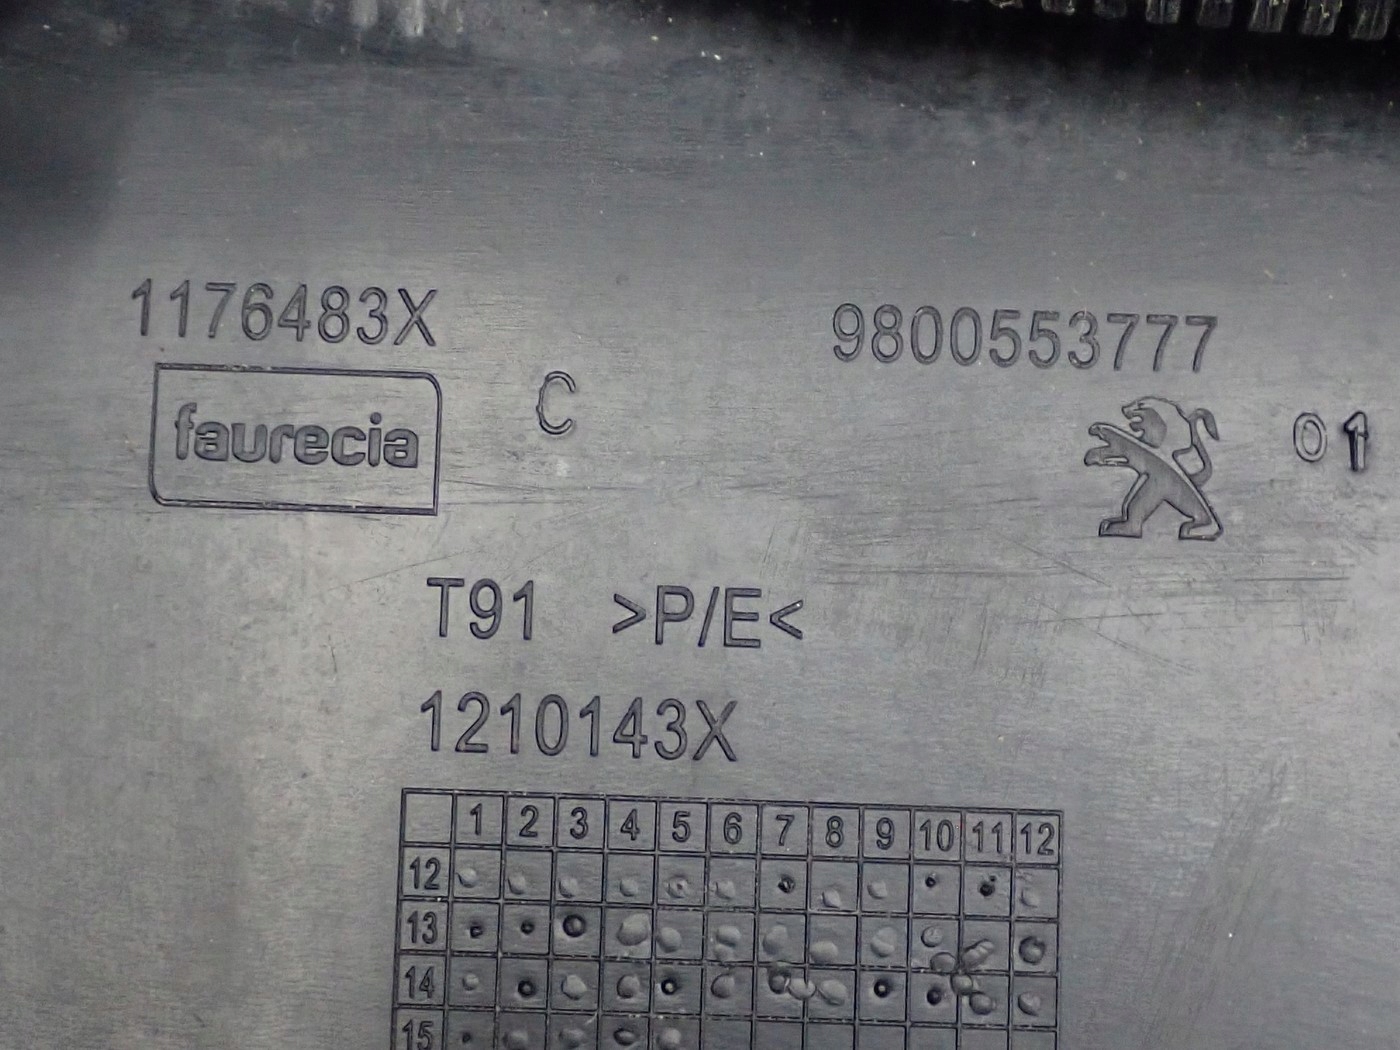 1176483X
faurecia
C
9800553777
01
T91 >P/E<
1210143X
1 2 3 4 5 6 7 8 9 10 11 12
12
13
14
15